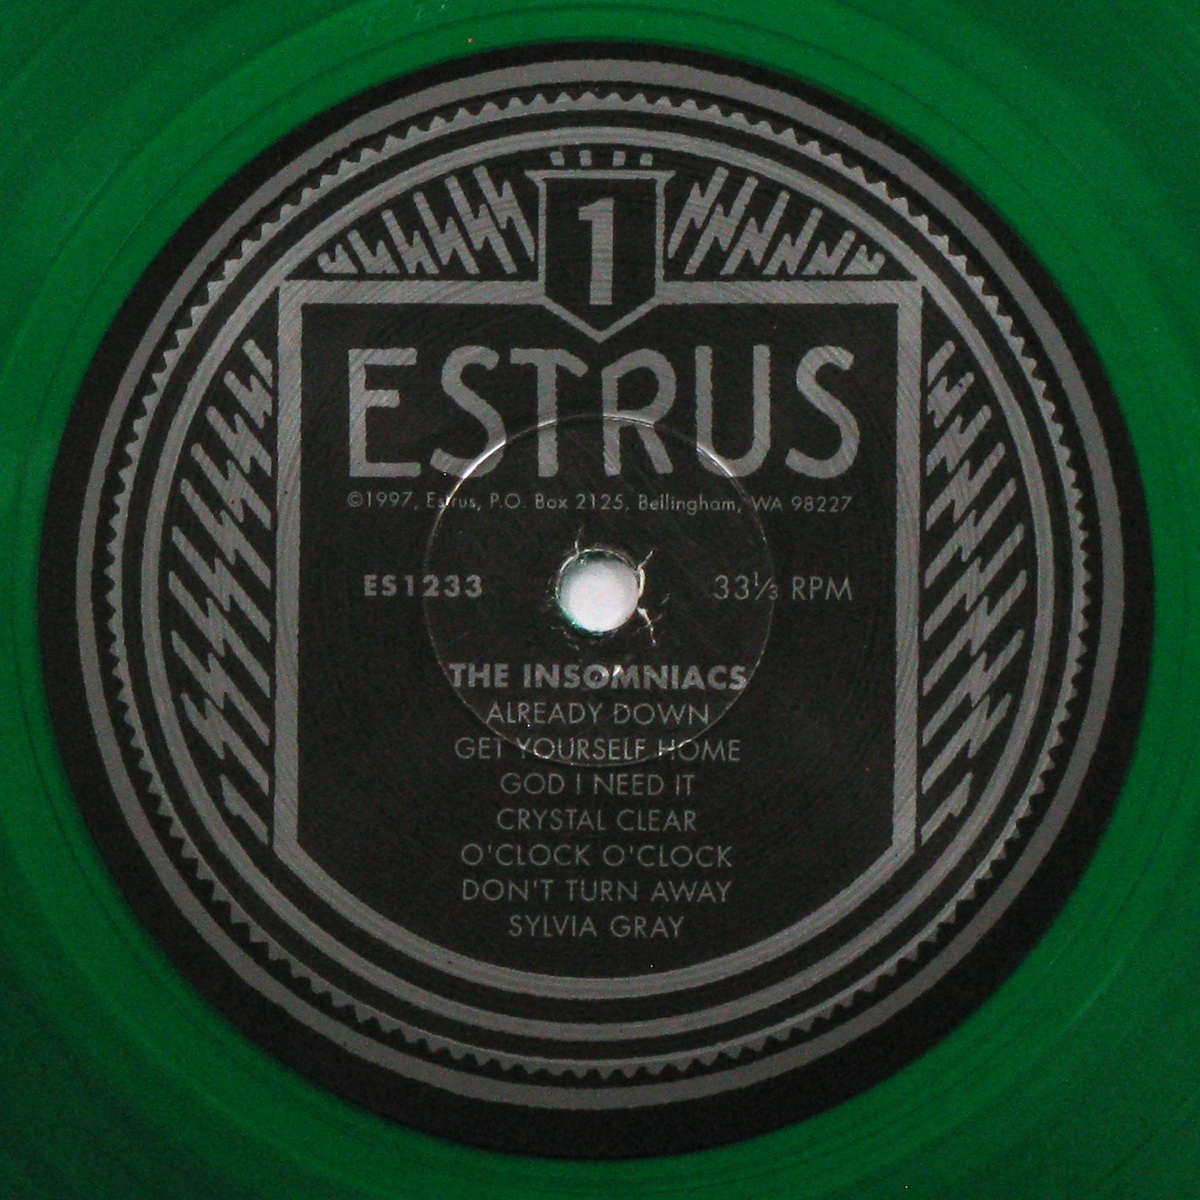 1
ESTRUS
©1997, Estrus, P.O. Box 2125, Bellingham, WA 98227
ES1233 33⅓ RPM
THE INSOMNIACS
ALREADY DOWN
GET YOURSELF HOME
GOD I NEED IT
CRYSTAL CLEAR
O'CLOCK O'CLOCK
DON'T TURN AWAY
SYLVIA GRAY